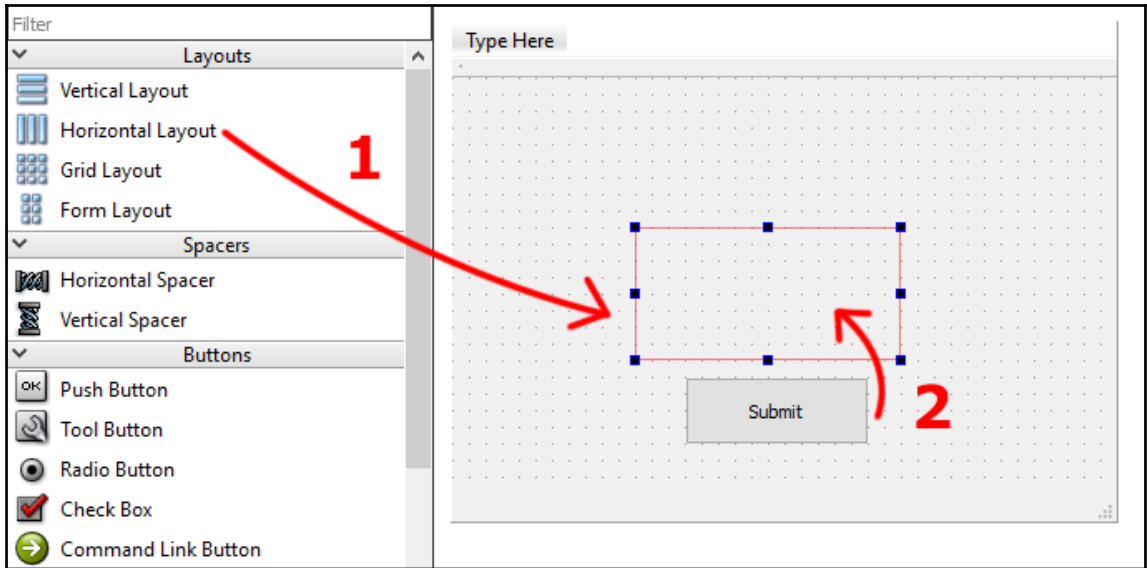 Filter
Layouts
Vertical Layout
Horizontal Layout
Grid Layout
Form Layout
Spacers
Horizontal Spacer
Vertical Spacer
Buttons
OK
Push Button
Tool Button
Radio Button
Check Box
Command Link Button
Type Here
1
2
Submit